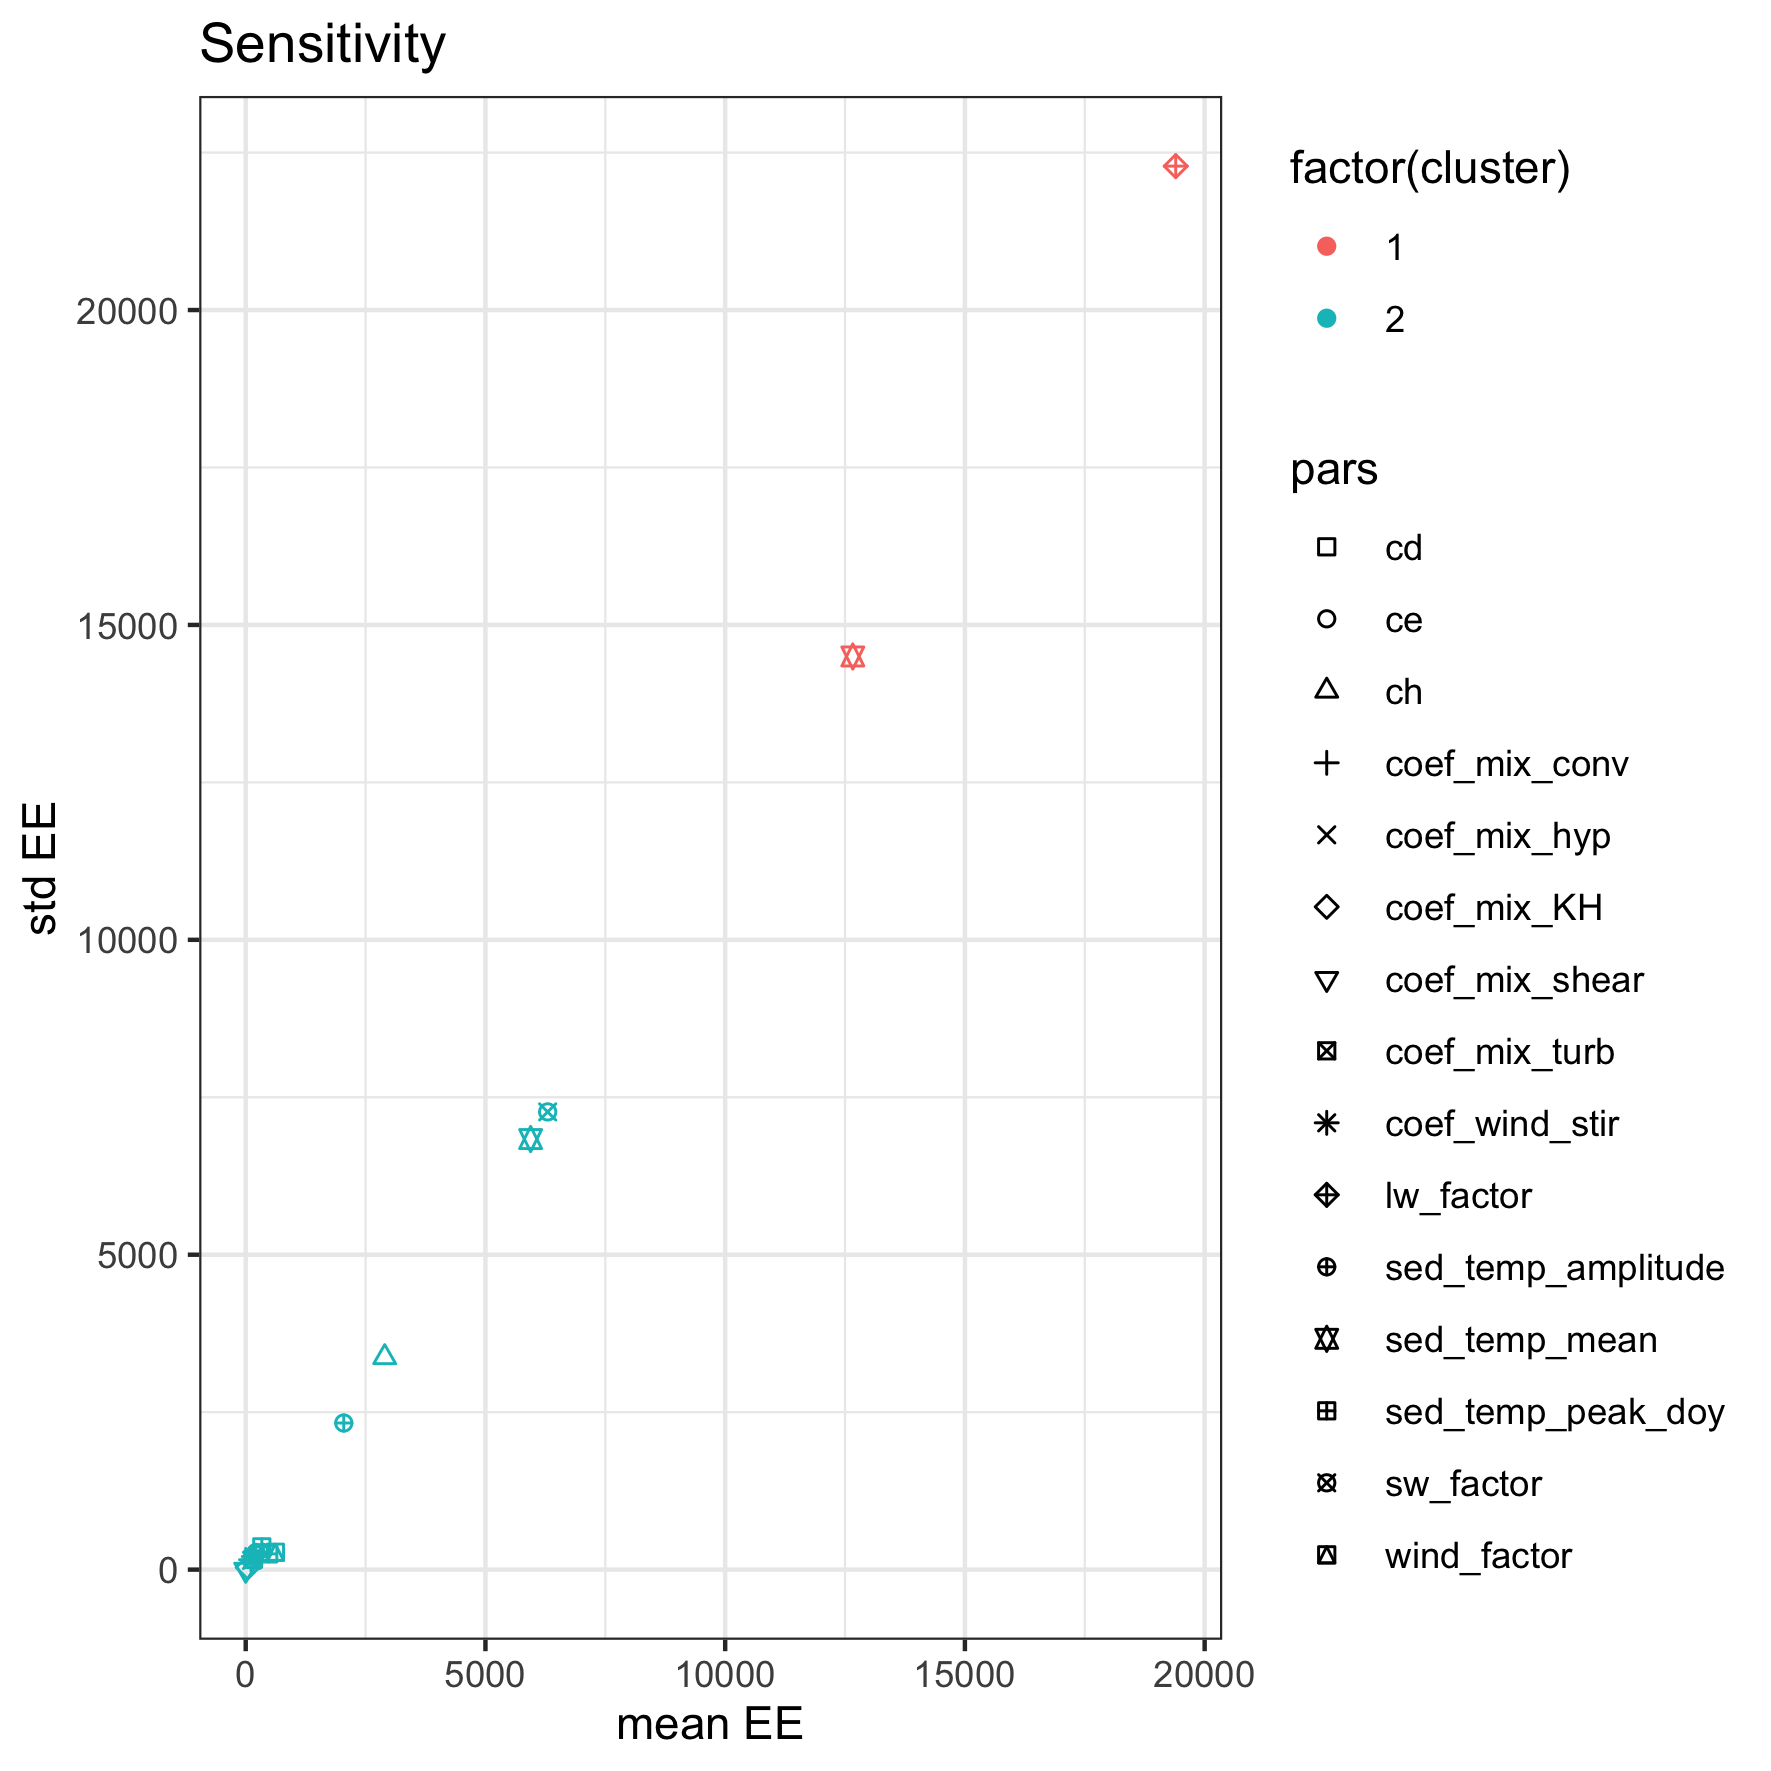 Sensitivity
std EE
20000
15000
10000
5000
0
0 5000 10000 15000 20000
mean EE
factor(cluster)
1
2
pars
cd
ce
ch
coef_mix_conv
coef_mix_hyp
coef_mix_KH
coef_mix_shear
coef_mix_turb
coef_wind_stir
lw_factor
sed_temp_amplitude
sed_temp_mean
sed_temp_peak_doy
sw_factor
wind_factor